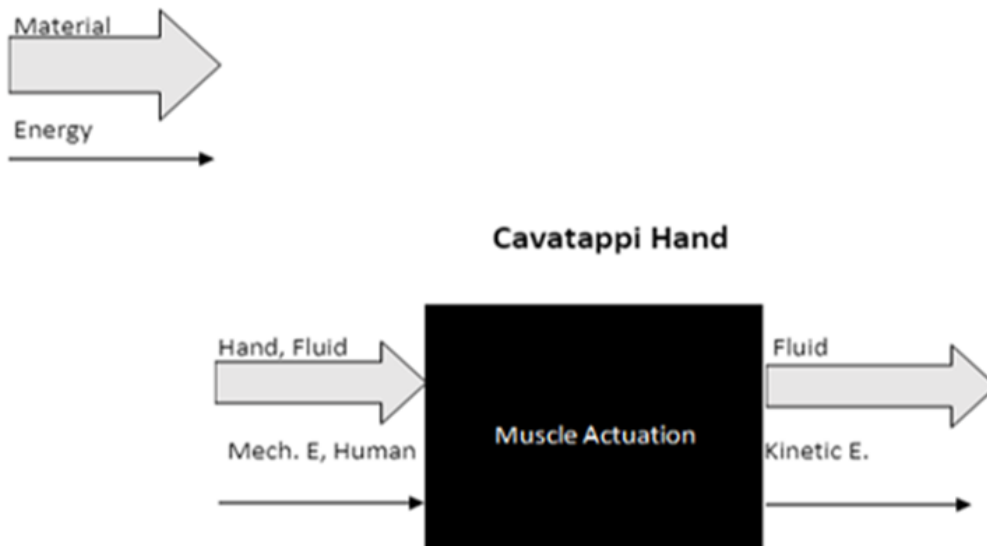 Material
Energy
Cavatappi Hand
Hand, Fluid
Fluid
Muscle Actuation
Mech. E, Human
Kinetic E.